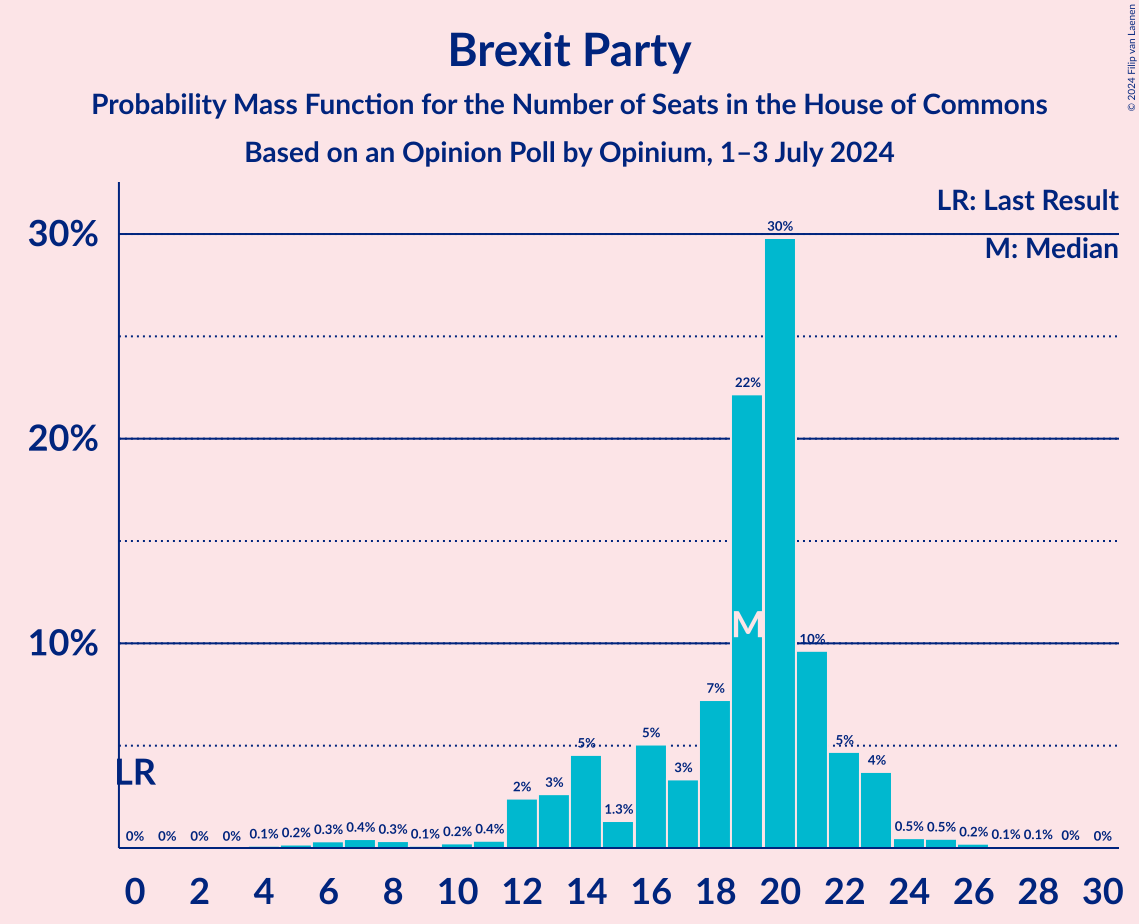 Brexit Party
Probability Mass Function for the Number of Seats in the House of Commons
Based on an Opinion Poll by Opinium, 1–3 July 2024
© 2024 Filip van Laenen
LR: Last Result
M: Median
30%
20%
10%
LR
M
0% 0% 0% 0% 0.1% 0.2% 0.3% 0.4% 0.3% 0.1% 0.2% 0.4% 2% 3% 5% 1.3% 5% 3% 7% 22% 30% 10% 5% 4% 0.5% 0.5% 0.2% 0.1% 0.1% 0% 0%
0 2 4 6 8 10 12 14 16 18 20 22 24 26 28 30